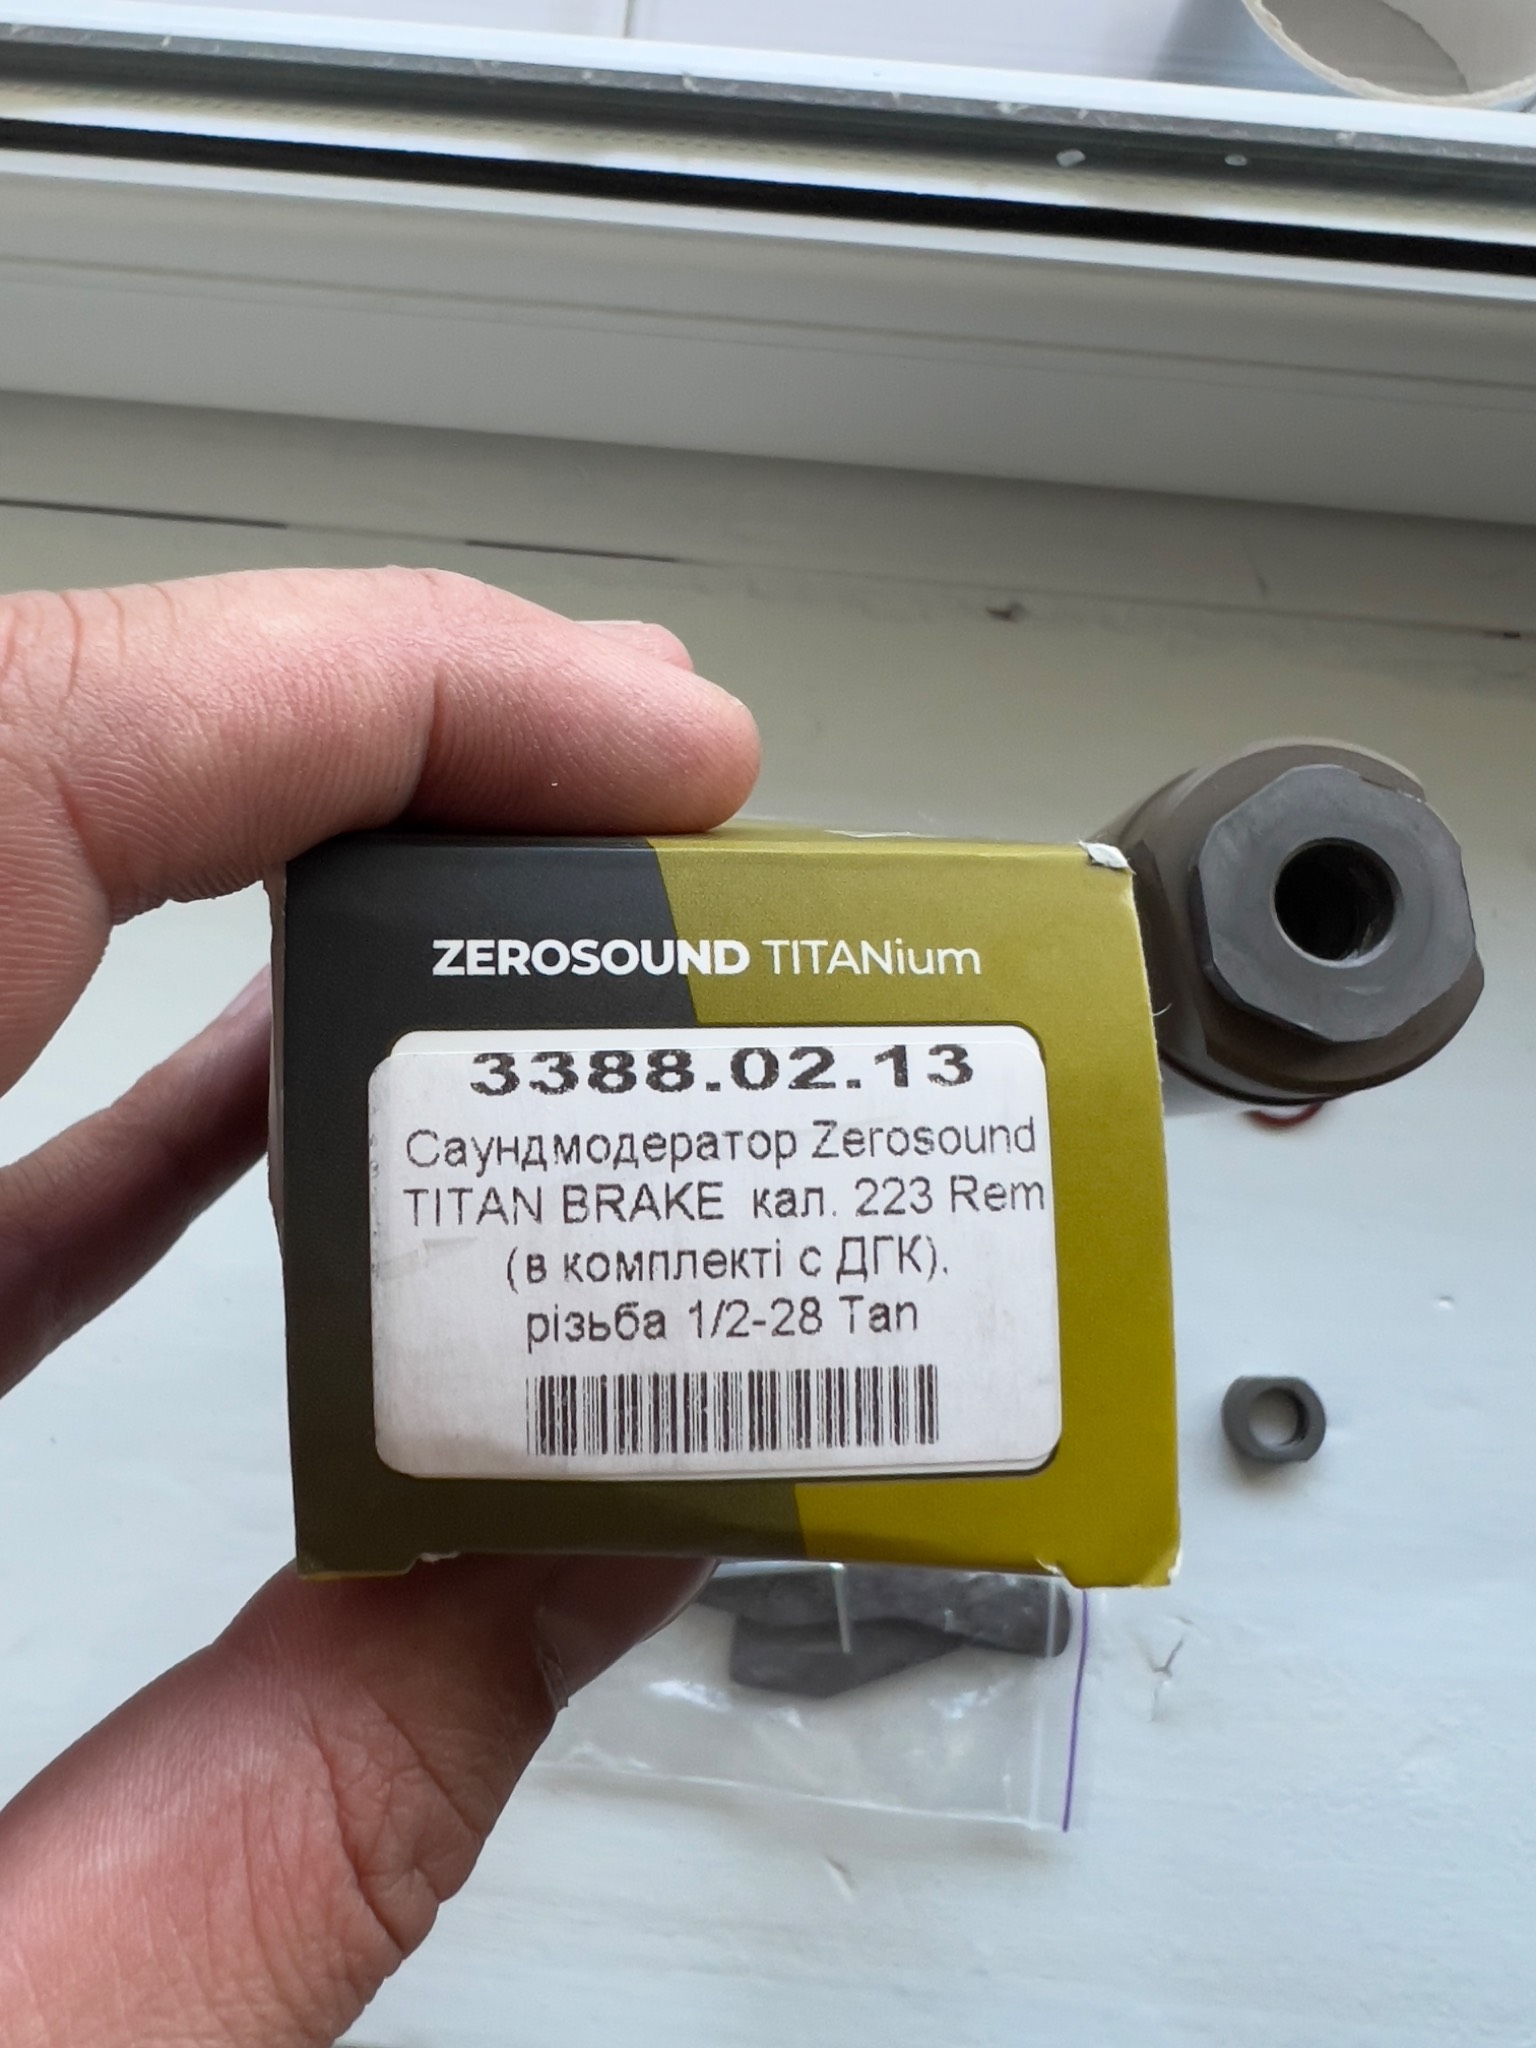 ZEROSOUND TITANium
3388.02.13
Саундмодератор Zerosound
TITAN BRAKE кал. 223 Rem
(в комплекті с ДГК),
різьба 1/2-28 Tan